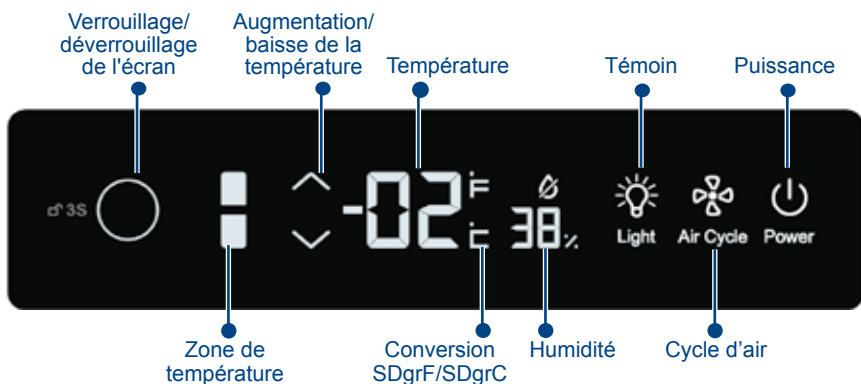 Verrouillage/
déverrouillage
de l'écran
Augmentation/
baisse de la
température
Température
Témoin
Puissance
3S
-02
F
C
38%
Light
Air Cycle
Power
Zone de
température
Conversion
SDgrF/SDgrC
Humidité
Cycle d'air